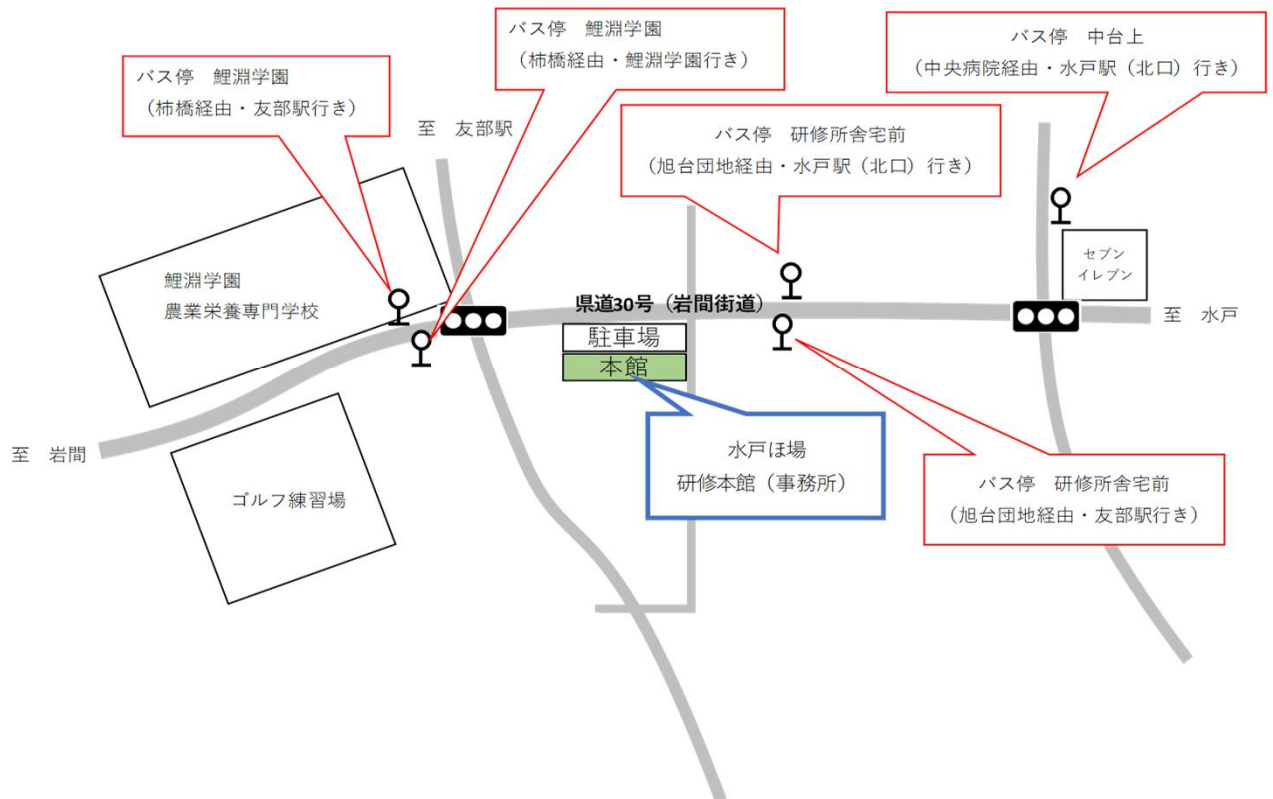 バス停　鯉淵学園
（柿橋経由・鯉淵学園行き）
バス停　中台上
（中央病院経由・水戸駅（北口）行き）
バス停　鯉淵学園
（柿橋経由・友部駅行き）
至　友部駅
バス停　研修所舎宅前
（旭台団地経由・水戸駅（北口）行き）
セブン
イレブン
鯉淵学園
農業栄養専門学校
県道30号（岩間街道）
至　水戸
駐車場
本館
至　岩間
水戸ほ場
研修本館（事務所）
ゴルフ練習場
バス停　研修所舎宅前
（旭台団地経由・友部駅行き）